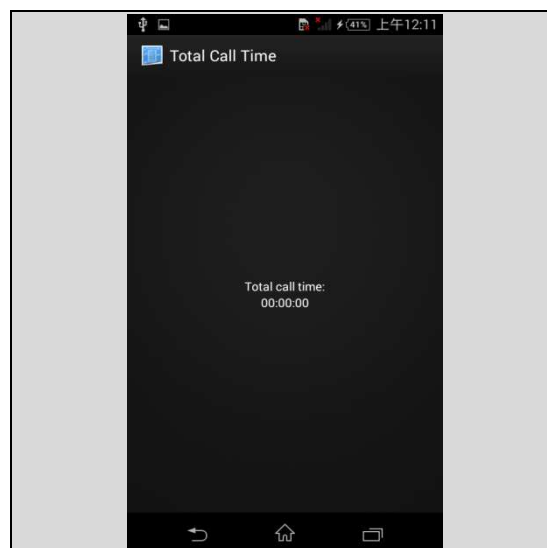 41%
上午12:11
Total Call Time
Total call time:
00:00:00